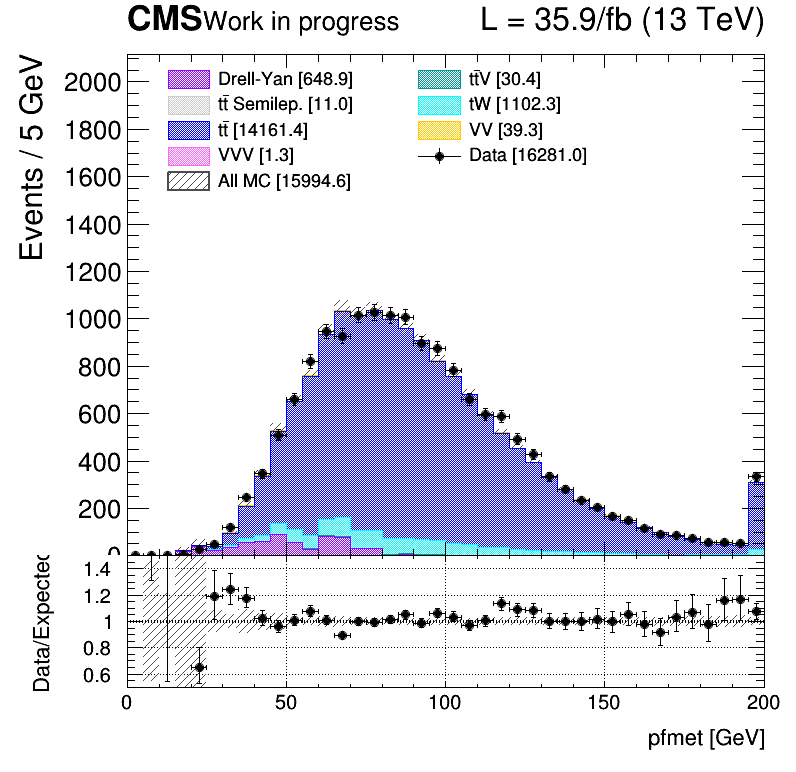 CMS Work in progress L = 35.9/fb (13 TeV)
Events / 5 GeV
2000
1800
1600
1400
1200
1000
800
600
400
200
0
Drell-Yan [648.9]
tt̄ Semilep. [11.0]
tt̄ [14161.4]
VVV [1.3]
All MC [15994.6]
tt̄V [30.4]
tW [1102.3]
VV [39.3]
Data [16281.0]
Data/Expected
1.4
1.2
1
0.8
0.6
0 50 100 150 200
pfmet [GeV]